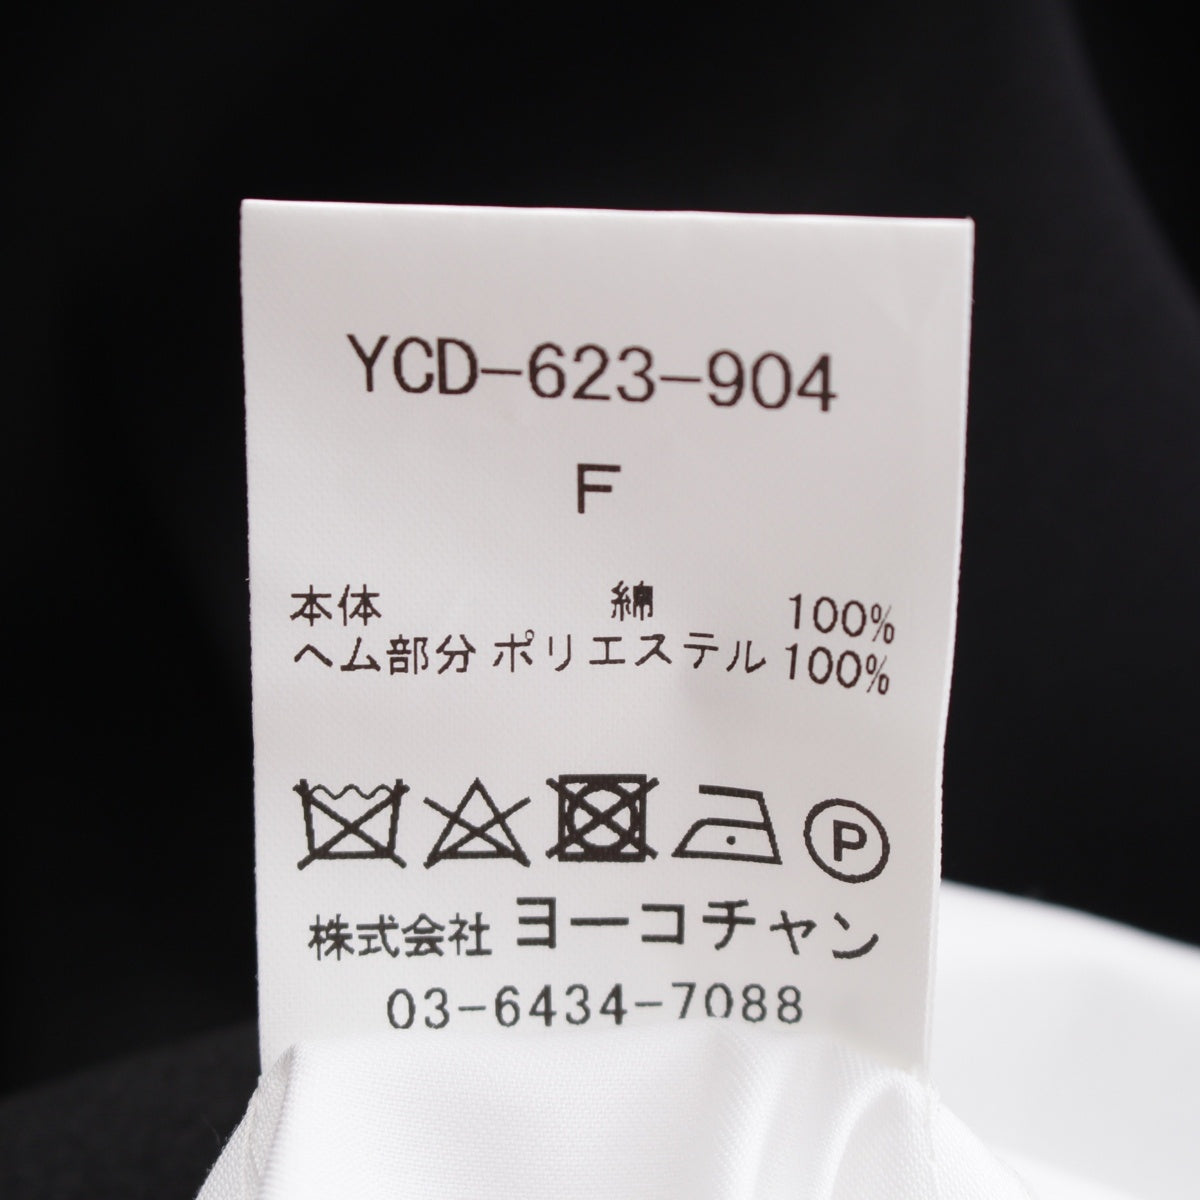 YCD-623-904
F
本体 綿 100%
ヘム部分 ポリエステル 100%
P
株式会社 ヨーコチャン
03-6434-7088